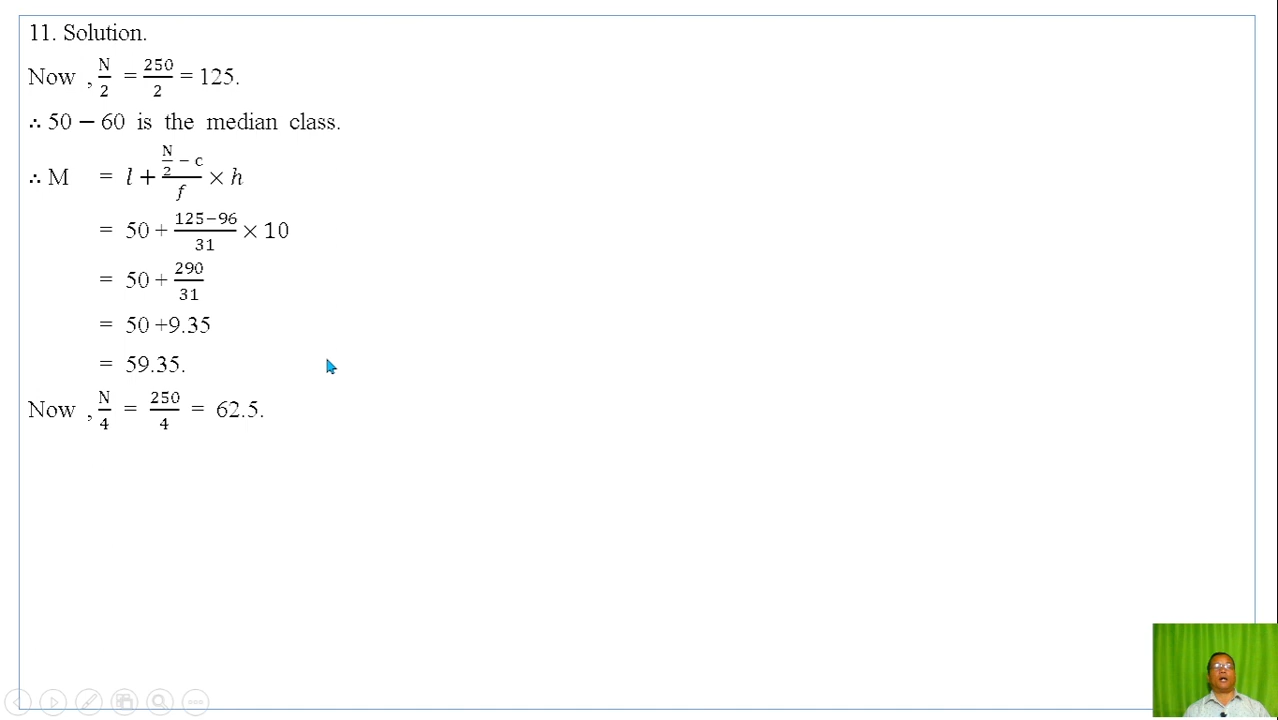 11. Solution.
Now , N/2 = 250/2 = 125.
∴ 50 − 60 is the median class.
∴ M = l + (N/2 − c)/f × h
= 50 + (125−96)/31 × 10
= 50 + 290/31
= 50 +9.35
= 59.35.
Now , N/4 = 250/4 = 62.5.